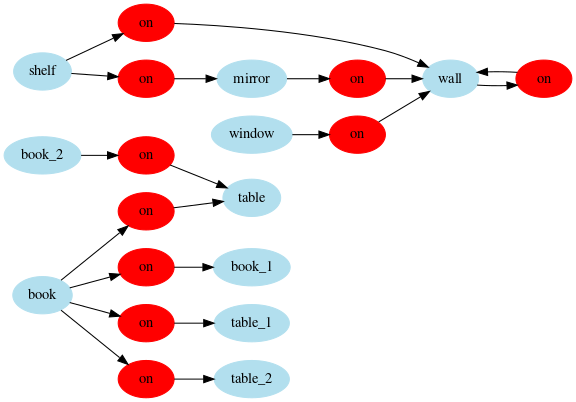 on
shelf
on
mirror
on
wall
on
window
on
book_2
on
table
on
book
on
book_1
on
table_1
on
table_2